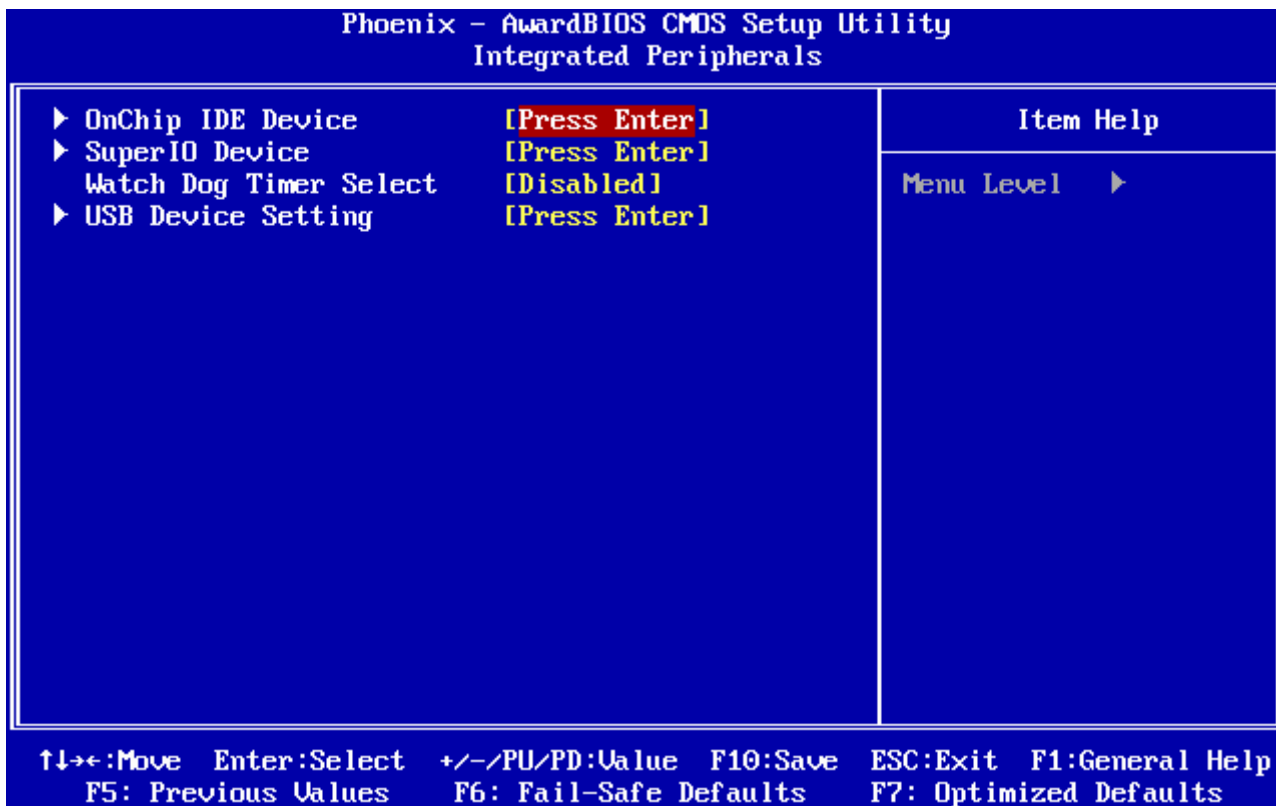 Phoenix - AwardBIOS CMOS Setup Utility
Integrated Peripherals
▶ OnChip IDE Device [Press Enter]
▶ SuperIO Device [Press Enter]
Watch Dog Timer Select [Disabled]
▶ USB Device Setting [Press Enter]
Item Help
Menu Level ▶
↑↓→←:Move Enter:Select +/-/PU/PD:Value F10:Save ESC:Exit F1:General Help
F5: Previous Values F6: Fail-Safe Defaults F7: Optimized Defaults